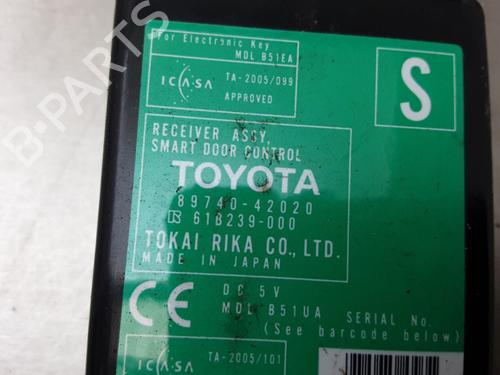 For Electronic Key
MDL B51EA
ICASA
TA-2005/099
APPROVED
S
RECEIVER ASSY,
SMART DOOR CONTROL
TOYOTA
89740-42020
R 61B239-000
TOKAI RIKA CO., LTD.
MADE IN JAPAN
CE
DC 5V
MDL B51UA SERIAL No.
(See barcode below)
ICASA
TA-2005/101
B-PARTS